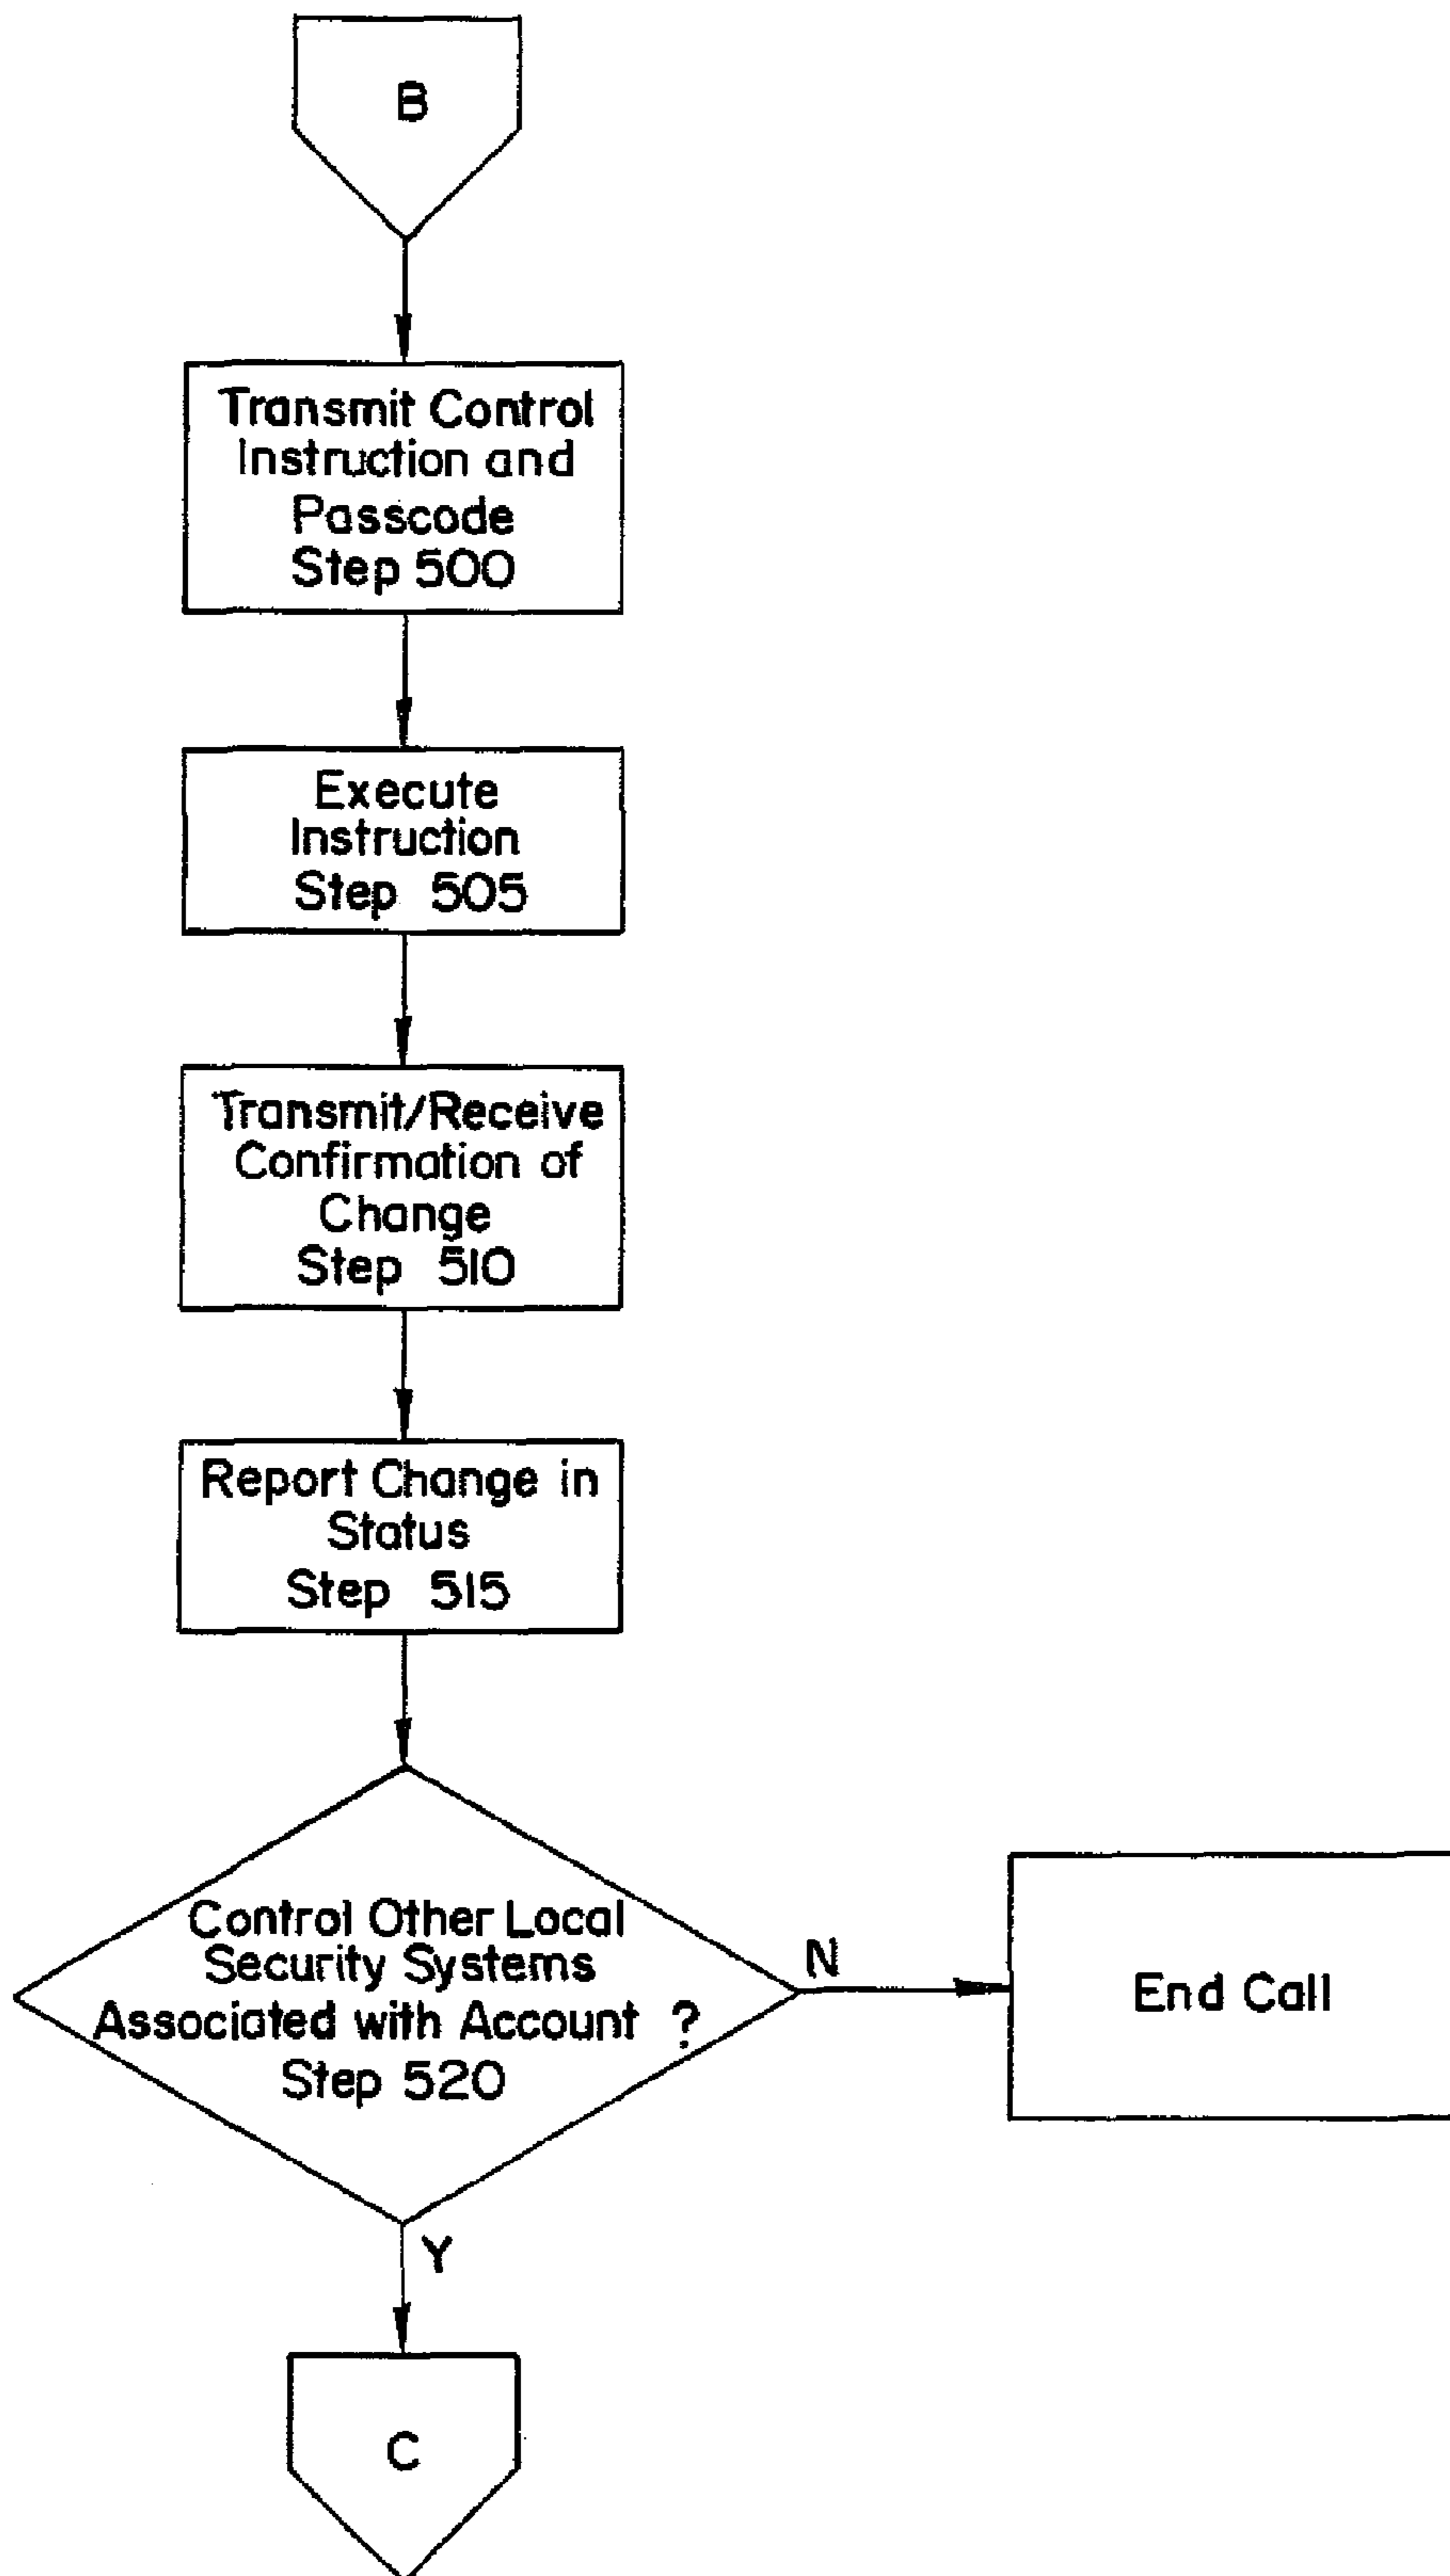 B
Transmit Control
Instruction and
Passcode
Step 500
Execute
Instruction
Step 505
Transmit/Receive
Confirmation of
Change
Step 510
Report Change in
Status
Step 515
Control Other Local
Security Systems
Associated with Account ?
Step 520
N
End Call
Y
C